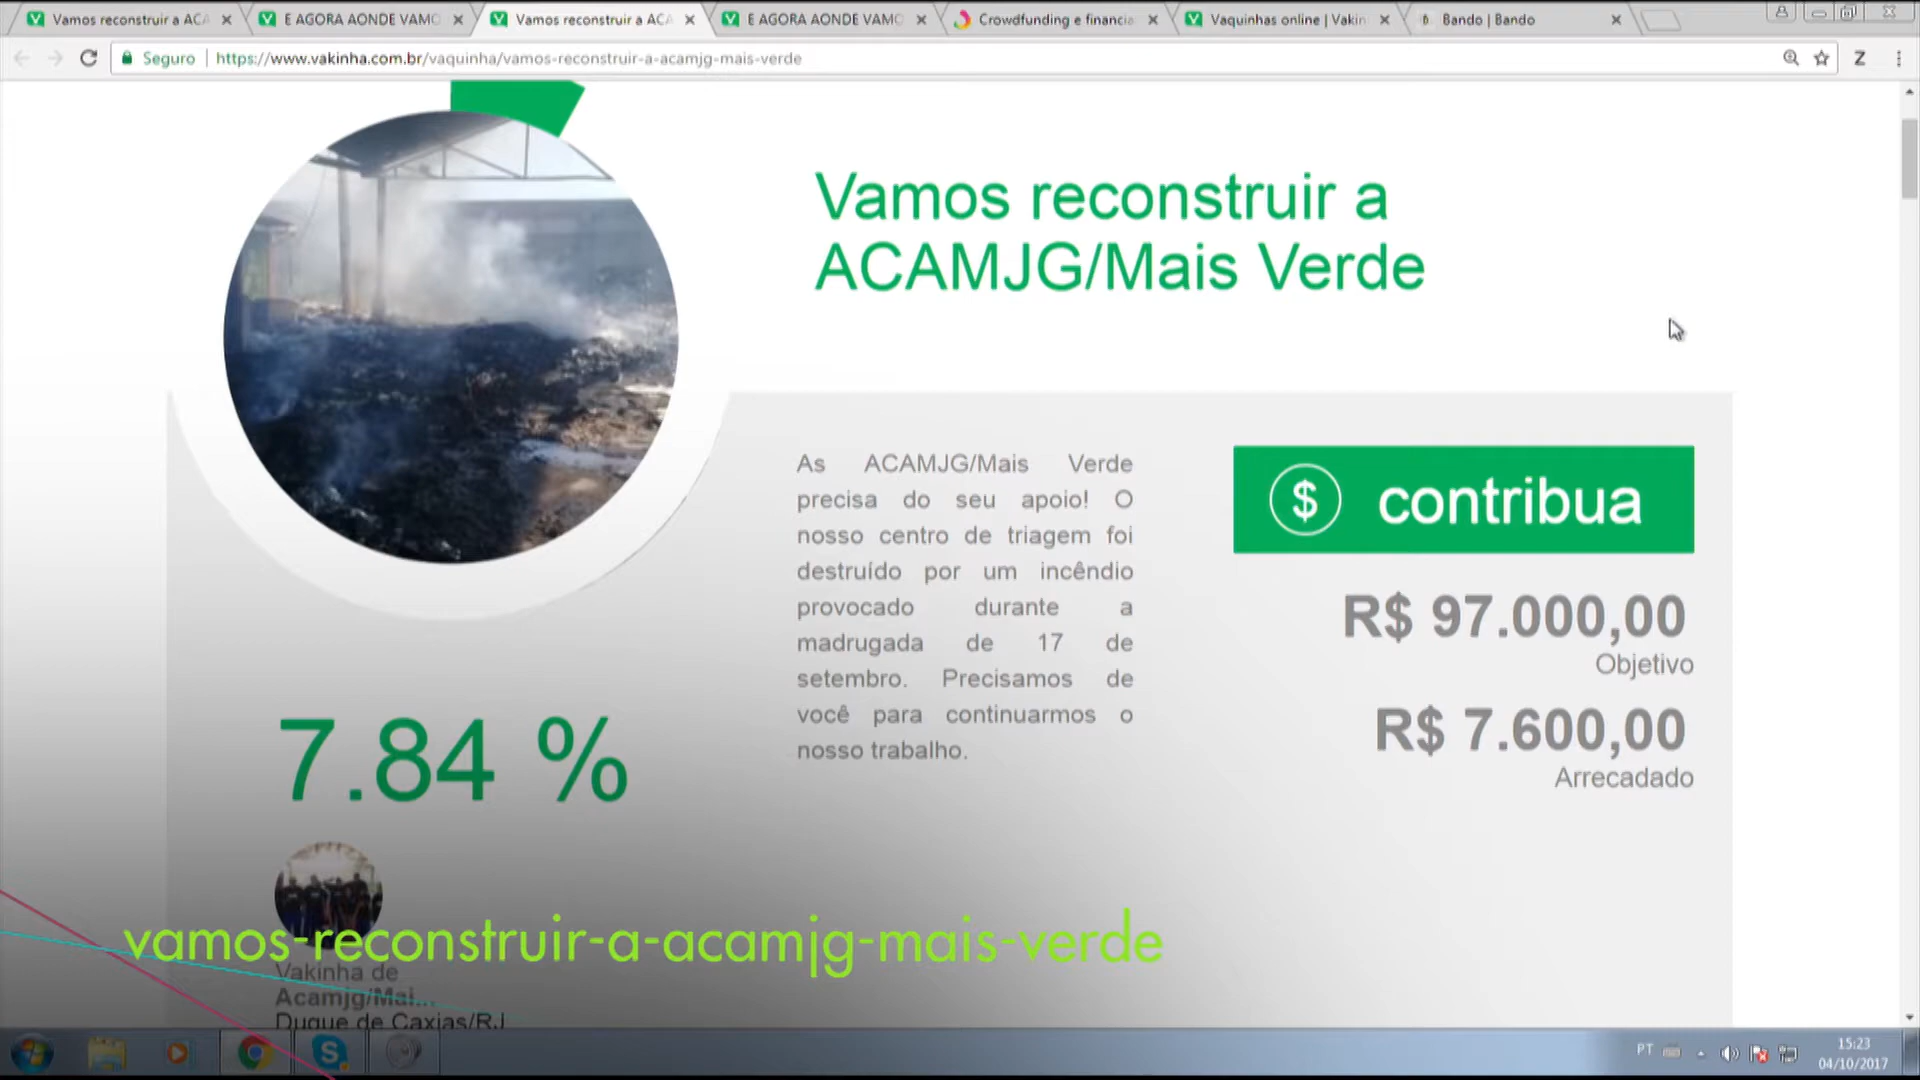 Vamos reconstruir a ACA
E AGORA AONDE VAMO
Vamos reconstruir a ACA
E AGORA AONDE VAMO
Crowdfunding e financia
Vaquinhas online | Vakin
Bando | Bando
Seguro
https://www.vakinha.com.br/vaquinha/vamos-reconstruir-a-acamjg-mais-verde
Z
Vamos reconstruir a
ACAMJG/Mais Verde
As ACAMJG/Mais Verde
precisa do seu apoio! O
nosso centro de triagem foi
destruído por um incêndio
provocado durante a
madrugada de 17 de
setembro. Precisamos de
você para continuarmos o
nosso trabalho.
$ contribua
R$ 97.000,00
Objetivo
R$ 7.600,00
Arrecadado
7.84 %
vamos-reconstruir-a-acamjg-mais-verde
Vakinha de
Acamjg/Mai...
Duque de Caxias/RJ
PT
15:23
04/10/2017